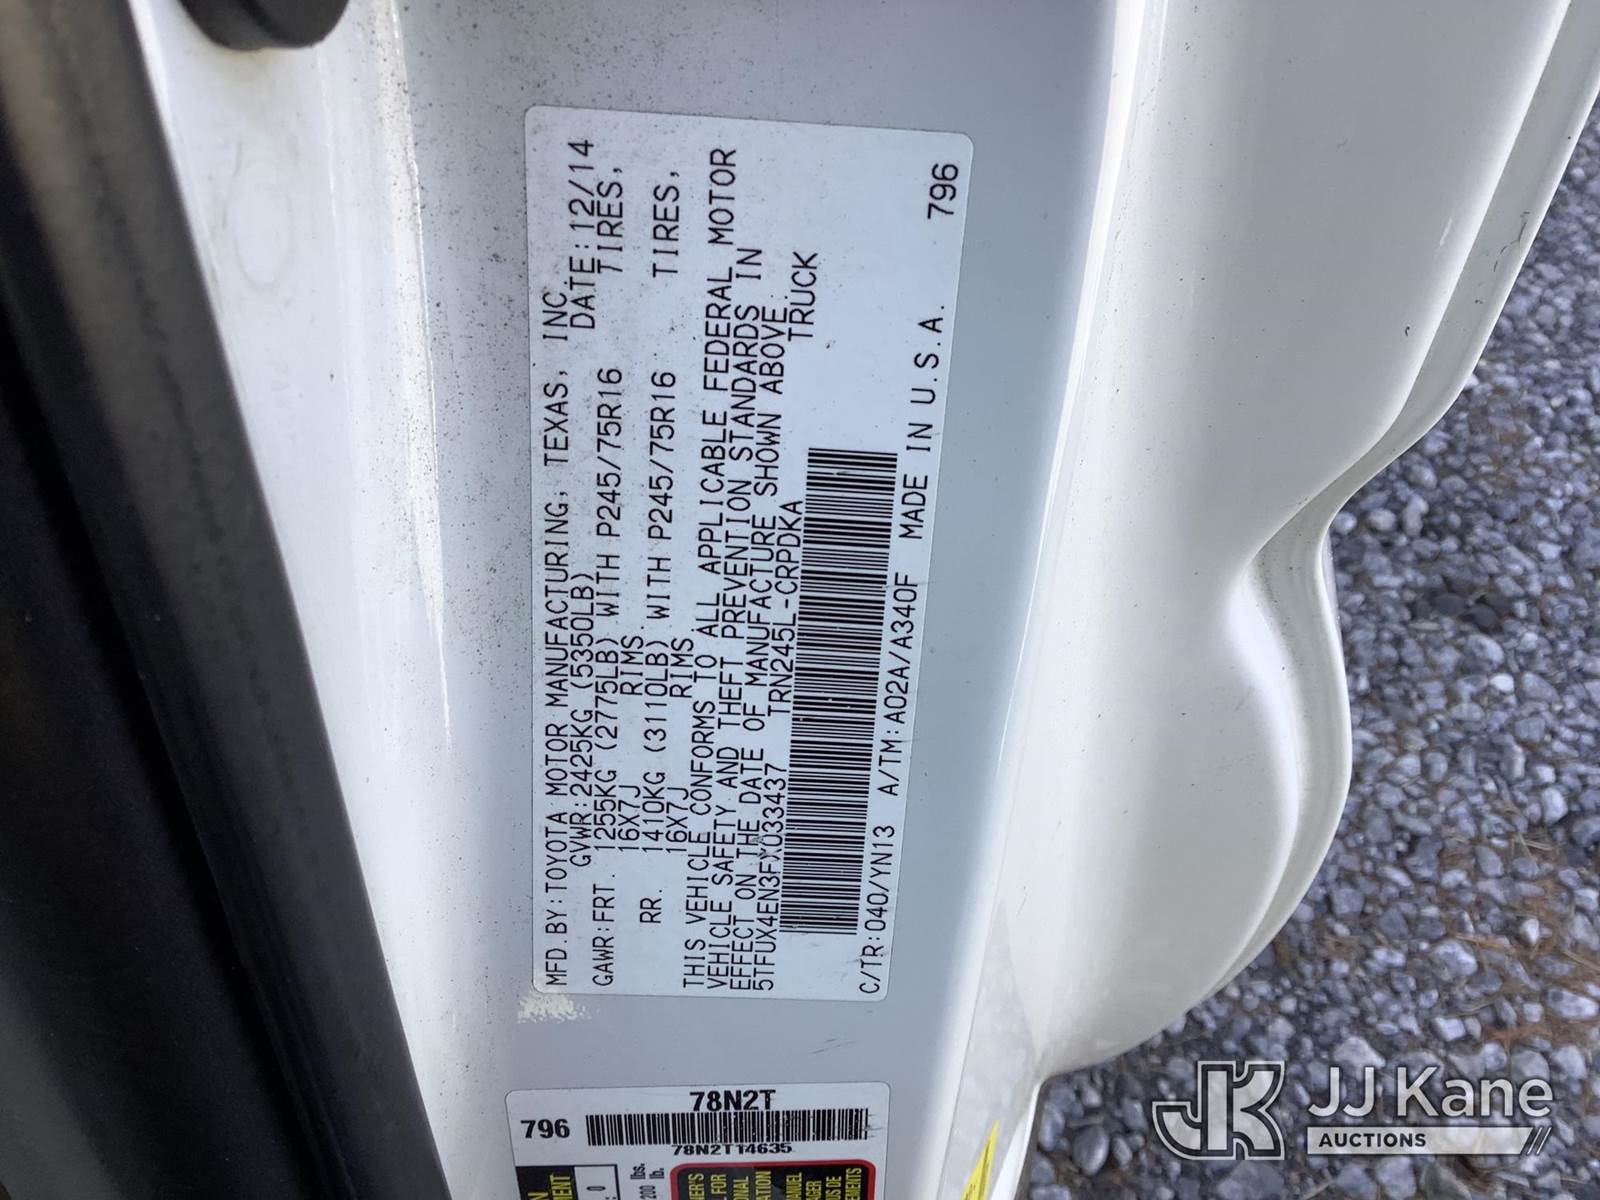 MFD.BY:TOYOTA MOTOR MANUFACTURING, TEXAS, INC.
GVWR:2425KG (5350LB) DATE:12/14
GAWR:FRT. 1255KG (2775LB) WITH P245/75R16 TIRES,
16X7J RIMS.
RR. 1410KG (3110LB) WITH P245/75R16 TIRES,
16X7J RIMS.
THIS VEHICLE CONFORMS TO ALL APPLICABLE FEDERAL MOTOR
VEHICLE SAFETY AND THEFT PREVENTION STANDARDS IN
EFFECT ON THE DATE OF MANUFACTURE SHOWN ABOVE.
5TFUX4EN3FX033437 TRN245L-CRPDKA TRUCK
C/TR:040/YN13 A/TM:A02A/A340F MADE IN U.S.A. 796
78N2T
796
78N2T14635
JJ Kane
AUCTIONS